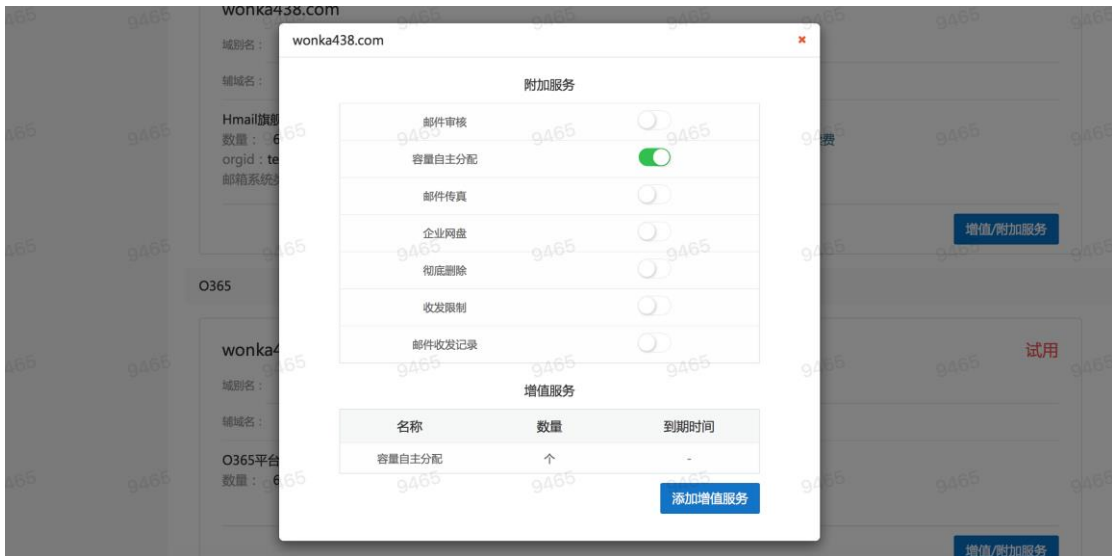 wonka438.com
域别名：
wonka438.com
辅域名：
附加服务
Hmail旗舰
邮件审核
数量： 6
费
orgid：te
容量自主分配
邮箱系统
邮件传真
企业网盘
增值/附加服务
彻底删除
O365
收发限制
邮件收发记录
wonka4
试用
域别名：
增值服务
辅域名：
名称 数量 到期时间
O365平台
容量自主分配 个 -
数量： 6
添加增值服务
增值/附加服务
9465